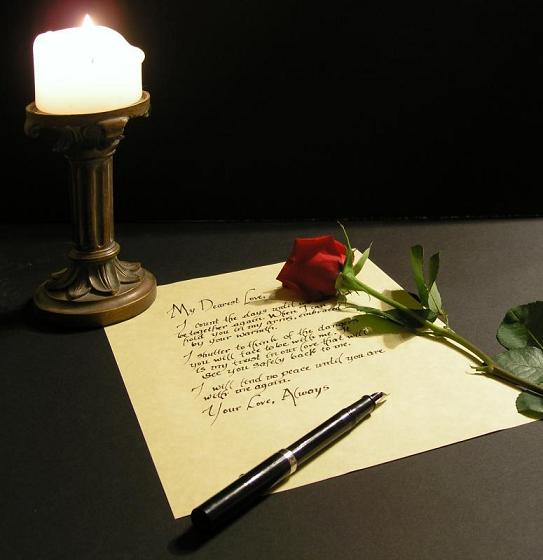 My Dearest Love,
I count the days until
together again. When I can
hold you in my arms, embraced
by your warmth.
I shutter to think of the dangers
you will face to be with me.
is my trust in our love that will
see you safely back to me.
I will find no peace until you are
with me again.
Your Love, Always